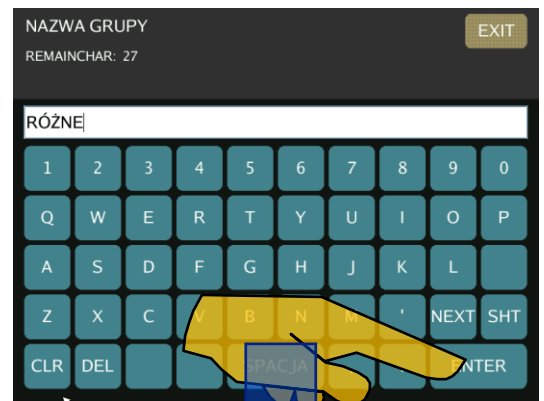 NAZWA GRUPY
EXIT
REMAINCHAR: 27
RÓŻNE
1 2 3 4 5 6 7 8 9 0
Q W E R T Y U I O P
A S D F G H J K L
Z X C V B N M ' NEXT SHT
CLR DEL SPACJA ENTER